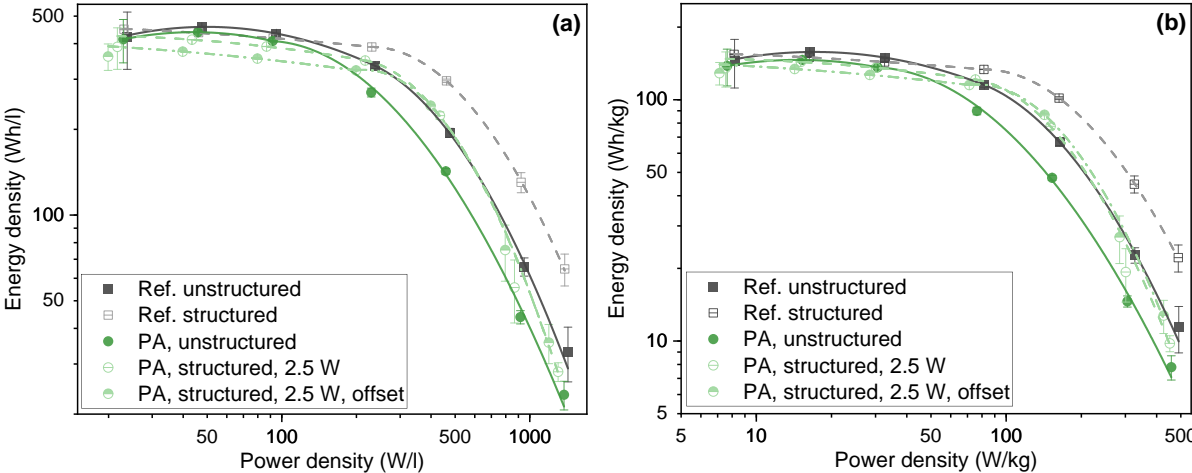 (a)
Energy density (Wh/l)
500
100
50
Ref. unstructured
Ref. structured
PA, unstructured
PA, structured, 2.5 W
PA, structured, 2.5 W, offset
50 100 500 1000
Power density (W/l)
(b)
Energy density (Wh/kg)
100
50
10
5
Ref. unstructured
Ref. structured
PA, unstructured
PA, structured, 2.5 W
PA, structured, 2.5 W, offset
5 10 50 100 500
Power density (W/kg)